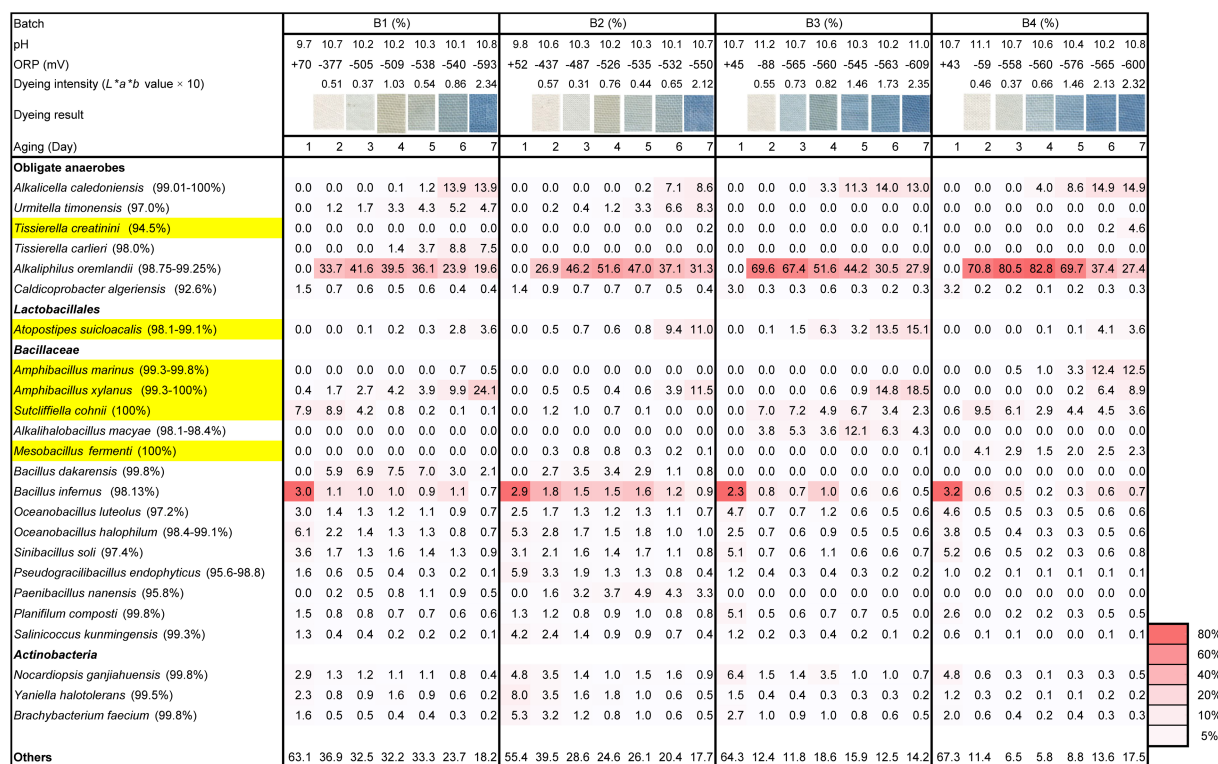 Batch B1 (%) B2 (%) B3 (%) B4 (%)
pH 9.7 10.7 10.2 10.2 10.3 10.1 10.8 9.8 10.6 10.3 10.2 10.3 10.1 10.7 10.7 11.2 10.7 10.6 10.6 10.2 11.0 10.7 11.1 10.7 10.6 10.4 10.2 10.8
ORP (mV) +70 -377 -505 -509 -538 -540 -593 +52 -437 -487 -526 -535 -532 -550 +45 -88 -565 -560 -545 -563 -609 +43 -59 -558 -560 -576 -565 -600
Dyeing intensity (L*a*b value × 10) 0.51 0.37 1.03 0.54 0.86 2.34 0.57 0.31 0.76 0.44 0.65 2.12 0.55 0.73 0.82 1.46 1.73 2.35 0.46 0.37 0.66 1.46 2.13 2.32
Dyeing result
Aging (Day) 1 2 3 4 5 6 7 1 2 3 4 5 6 7 1 2 3 4 5 6 7 1 2 3 4 5 6 7
Obligate anaerobes
Alkalicella caledoniensis (99.01-100%) 0.0 0.0 0.0 0.1 1.2 13.9 13.9 0.0 0.0 0.0 0.0 0.2 7.1 8.6 0.0 0.0 0.0 3.3 11.3 14.0 13.0 0.0 0.0 0.0 4.0 8.6 14.9 14.9
Urmitella timonensis (97.0%) 0.0 1.2 1.7 3.3 4.3 5.2 4.7 0.0 0.2 0.4 1.2 3.3 6.6 8.3 0.0 0.0 0.0 0.0 0.0 0.0 0.0 0.0 0.0 0.0 0.0 0.0 0.0 0.0
Tissierella creatinini (94.5%) 0.0 0.0 0.0 0.0 0.0 0.0 0.0 0.0 0.0 0.0 0.0 0.0 0.0 0.2 0.0 0.0 0.0 0.0 0.0 0.0 0.1 0.0 0.0 0.0 0.0 0.0 0.2 4.6
Tissierella carlieri (98.0%) 0.0 0.0 0.0 1.4 3.7 8.8 7.5 0.0 0.0 0.0 0.0 0.0 0.0 0.0 0.0 0.0 0.0 0.0 0.0 0.0 0.0 0.0 0.0 0.0 0.0 0.0 0.0 0.0
Alkaliphilus oremlandii (98.75-99.25%) 0.0 33.7 41.6 39.5 36.1 23.9 19.6 0.0 26.9 46.2 51.6 47.0 37.1 31.3 0.0 69.6 67.4 51.6 44.2 30.5 27.9 0.0 70.8 80.5 82.8 69.7 37.4 27.4
Caldicoprobacter algeriensis (92.6%) 1.5 0.7 0.6 0.5 0.6 0.4 0.4 1.4 0.9 0.7 0.7 0.7 0.5 0.4 3.0 0.3 0.3 0.6 0.3 0.2 0.3 3.2 0.2 0.2 0.1 0.2 0.3 0.3
Lactobacillales
Atopostipes suicloacalis (98.1-99.1%) 0.0 0.0 0.1 0.2 0.3 2.8 3.6 0.0 0.5 0.7 0.6 0.8 9.4 11.0 0.0 0.1 1.5 6.3 3.2 13.5 15.1 0.0 0.0 0.0 0.1 0.1 4.1 3.6
Bacillaceae
Amphibacillus marinus (99.3-99.8%) 0.0 0.0 0.0 0.0 0.0 0.7 0.5 0.0 0.0 0.0 0.0 0.0 0.0 0.0 0.0 0.0 0.0 0.0 0.0 0.0 0.0 0.0 0.0 0.5 1.0 3.3 12.4 12.5
Amphibacillus xylanus (99.3-100%) 0.4 1.7 2.7 4.2 3.9 9.9 24.1 0.0 0.5 0.5 0.4 0.6 3.9 11.5 0.0 0.0 0.0 0.6 0.9 14.8 18.5 0.0 0.0 0.0 0.0 0.0 6.4 8.9
Sutcliffiella cohnii (100%) 7.9 8.9 4.2 0.8 0.2 0.1 0.1 0.0 1.2 1.0 0.7 0.1 0.0 0.0 0.0 7.0 7.2 4.9 6.7 3.4 2.3 0.6 9.5 6.1 2.9 4.4 4.5 3.6
Alkalihalobacillus macyae (98.1-98.4%) 0.0 0.0 0.0 0.0 0.0 0.0 0.0 0.0 0.0 0.0 0.0 0.0 0.0 0.0 0.0 3.8 5.3 3.6 12.1 6.3 4.3 0.0 0.0 0.0 0.0 0.0 0.0 0.0
Mesobacillus fermenti (100%) 0.0 0.0 0.0 0.0 0.0 0.0 0.0 0.0 0.3 0.8 0.8 0.3 0.2 0.1 0.0 0.0 0.0 0.0 0.0 0.0 0.1 0.0 4.1 2.9 1.5 2.0 2.5 2.3
Bacillus dakarensis (99.8%) 0.0 5.9 6.9 7.5 7.0 3.0 2.1 0.0 2.7 3.5 3.4 2.9 1.1 0.8 0.0 0.0 0.0 0.0 0.0 0.0 0.0 0.0 0.0 0.0 0.0 0.0 0.0 0.0
Bacillus infernus (98.13%) 3.0 1.1 1.0 1.0 0.9 1.1 0.7 2.9 1.8 1.5 1.5 1.6 1.2 0.9 2.3 0.8 0.7 1.0 0.6 0.6 0.5 3.2 0.6 0.5 0.2 0.3 0.6 0.7
Oceanobacillus luteolus (97.2%) 3.0 1.4 1.3 1.2 1.1 0.9 0.7 2.5 1.7 1.3 1.2 1.3 1.1 0.7 4.7 0.7 0.7 1.2 0.6 0.5 0.6 4.6 0.5 0.5 0.3 0.5 0.6 0.6
Oceanobacillus halophilum (98.4-99.1%) 6.1 2.2 1.4 1.3 1.3 0.8 0.7 5.3 2.8 1.7 1.5 1.8 1.0 1.0 2.5 0.7 0.6 0.9 0.5 0.5 0.6 3.8 0.5 0.4 0.3 0.3 0.5 0.6
Sinibacillus soli (97.4%) 3.6 1.7 1.3 1.6 1.4 1.3 0.9 3.1 2.1 1.6 1.4 1.7 1.1 0.8 5.1 0.7 0.6 1.1 0.6 0.6 0.7 5.2 0.6 0.5 0.2 0.3 0.6 0.8
Pseudogracilibacillus endophyticus (95.6-98.8) 1.6 0.6 0.5 0.4 0.3 0.2 0.1 5.9 3.3 1.9 1.3 1.3 0.8 0.4 1.2 0.4 0.3 0.4 0.2 0.2 0.2 1.0 0.2 0.1 0.1 0.1 0.1 0.1
Paenibacillus nanensis (95.8%) 0.0 0.2 0.5 0.8 1.1 0.9 0.5 0.0 1.6 3.2 3.7 4.9 4.3 3.3 0.0 0.0 0.0 0.0 0.0 0.0 0.0 0.0 0.0 0.0 0.0 0.0 0.0 0.0
Planifilum composti (99.8%) 1.5 0.8 0.8 0.7 0.7 0.6 0.6 1.3 1.2 0.8 0.9 1.0 0.8 0.8 5.1 0.5 0.6 0.7 0.7 0.5 0.0 2.6 0.0 0.2 0.2 0.3 0.5 0.5
Salinicoccus kunmingensis (99.3%) 1.3 0.4 0.4 0.2 0.2 0.2 0.1 4.2 2.4 1.4 0.9 0.9 0.7 0.4 1.2 0.2 0.3 0.4 0.2 0.1 0.2 0.6 0.1 0.1 0.0 0.0 0.1 0.1
Actinobacteria
Nocardiopsis ganjiahuensis (99.8%) 2.9 1.3 1.2 1.1 1.1 0.8 0.4 4.8 3.5 1.4 1.0 1.5 1.6 0.9 6.4 1.5 1.4 3.5 1.0 1.0 0.7 4.8 0.6 0.3 0.1 0.3 0.3 0.5
Yaniella halotolerans (99.5%) 2.3 0.8 0.9 1.6 0.9 0.6 0.2 8.0 3.5 1.6 1.8 1.0 0.6 0.5 1.5 0.4 0.4 0.3 0.3 0.3 0.2 1.2 0.3 0.2 0.1 0.1 0.2 0.2
Brachybacterium faecium (99.8%) 1.6 0.5 0.5 0.4 0.4 0.3 0.2 5.3 3.2 1.2 0.8 1.0 0.6 0.5 2.7 1.0 0.9 1.0 0.8 0.6 0.5 2.0 0.6 0.4 0.2 0.4 0.3 0.3
Others 63.1 36.9 32.5 32.2 33.3 23.7 18.2 55.4 39.5 28.6 24.6 26.1 20.4 17.7 64.3 12.4 11.8 18.6 15.9 12.5 14.2 67.3 11.4 6.5 5.8 8.8 13.6 17.5
80%
60%
40%
20%
10%
5%